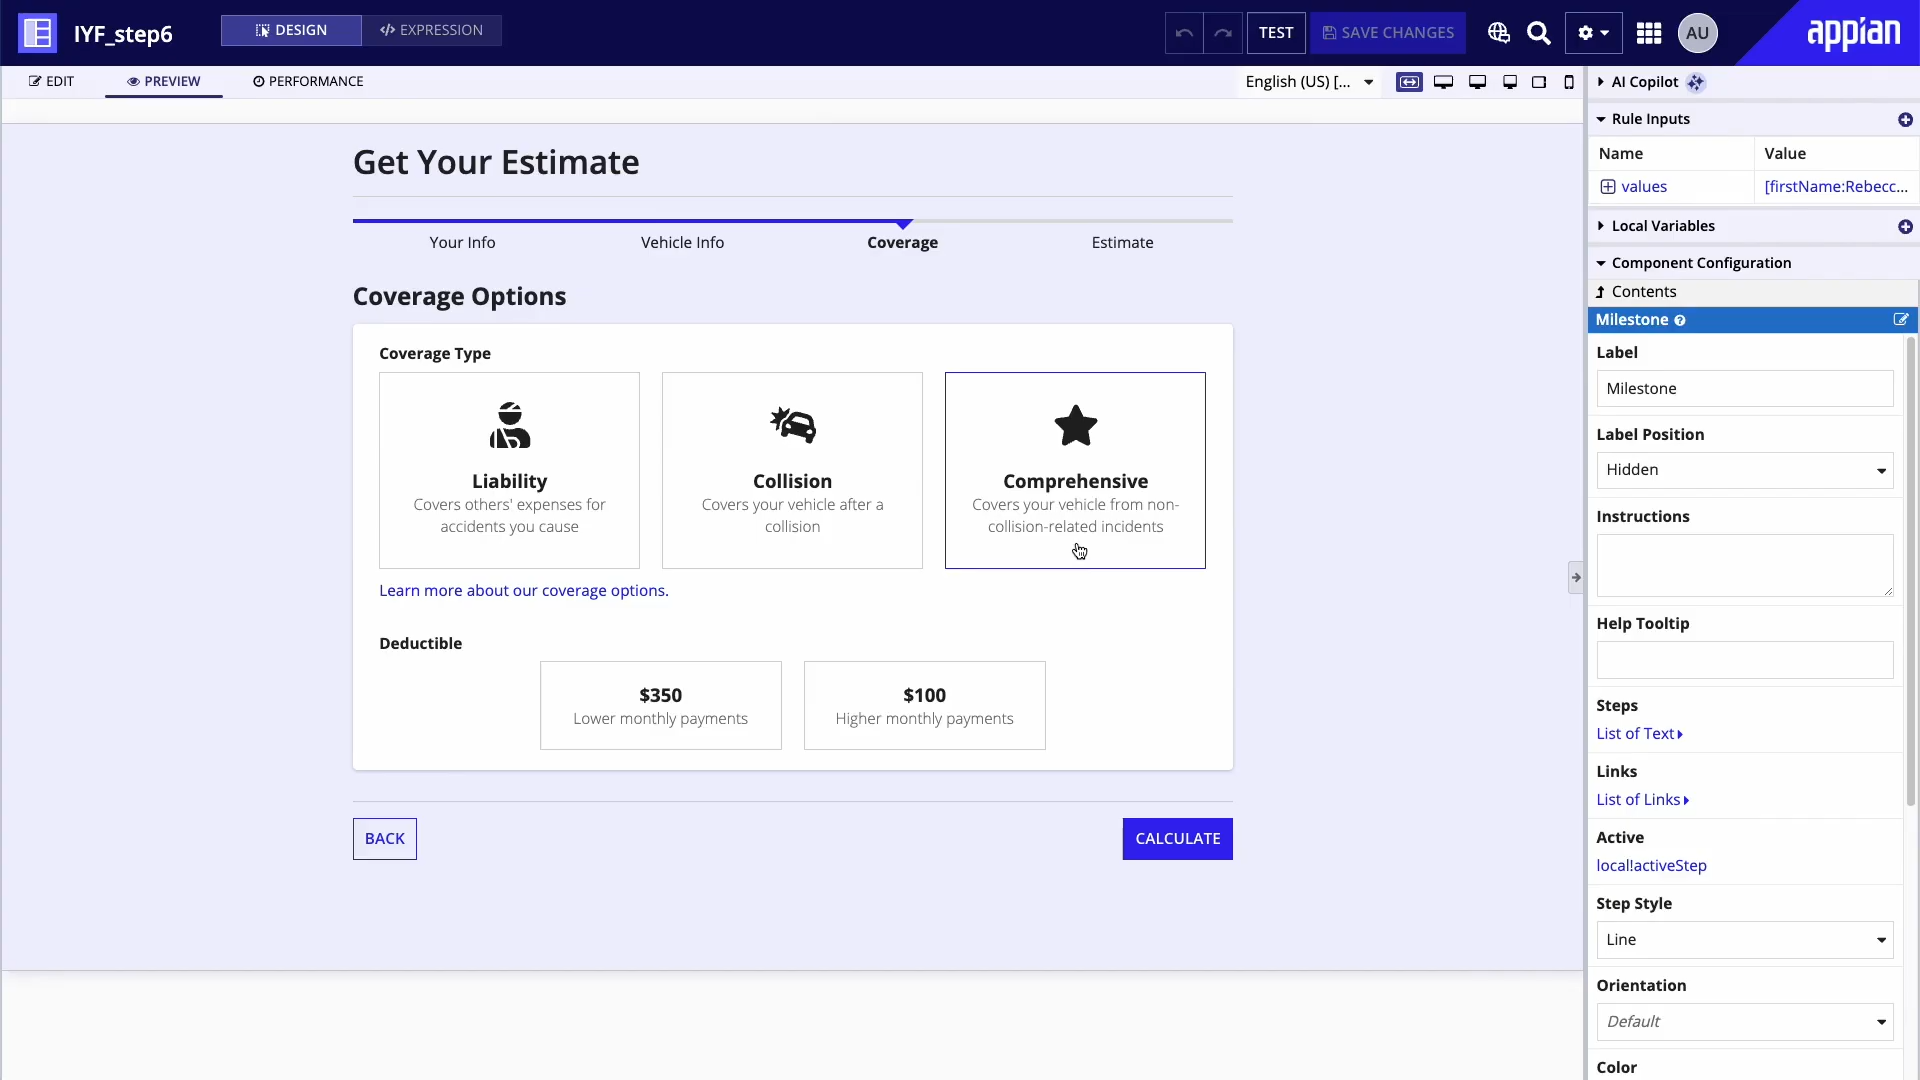 IYF_step6
DESIGN
EXPRESSION
TEST
SAVE CHANGES
AU
appian
EDIT
PREVIEW
PERFORMANCE
English (US) [...
AI Copilot
Rule Inputs
Name
Value
values
[firstName:Rebecc...
Local Variables
Component Configuration
Contents
Milestone
Label
Milestone
Label Position
Hidden
Instructions
Help Tooltip
Steps
List of Text
Links
List of Links
Active
local!activeStep
Step Style
Line
Orientation
Default
Color
Get Your Estimate
Your Info
Vehicle Info
Coverage
Estimate
Coverage Options
Coverage Type
Liability
Covers others' expenses for
accidents you cause
Collision
Covers your vehicle after a
collision
Comprehensive
Covers your vehicle from non-
collision-related incidents
Learn more about our coverage options.
Deductible
$350
Lower monthly payments
$100
Higher monthly payments
BACK
CALCULATE